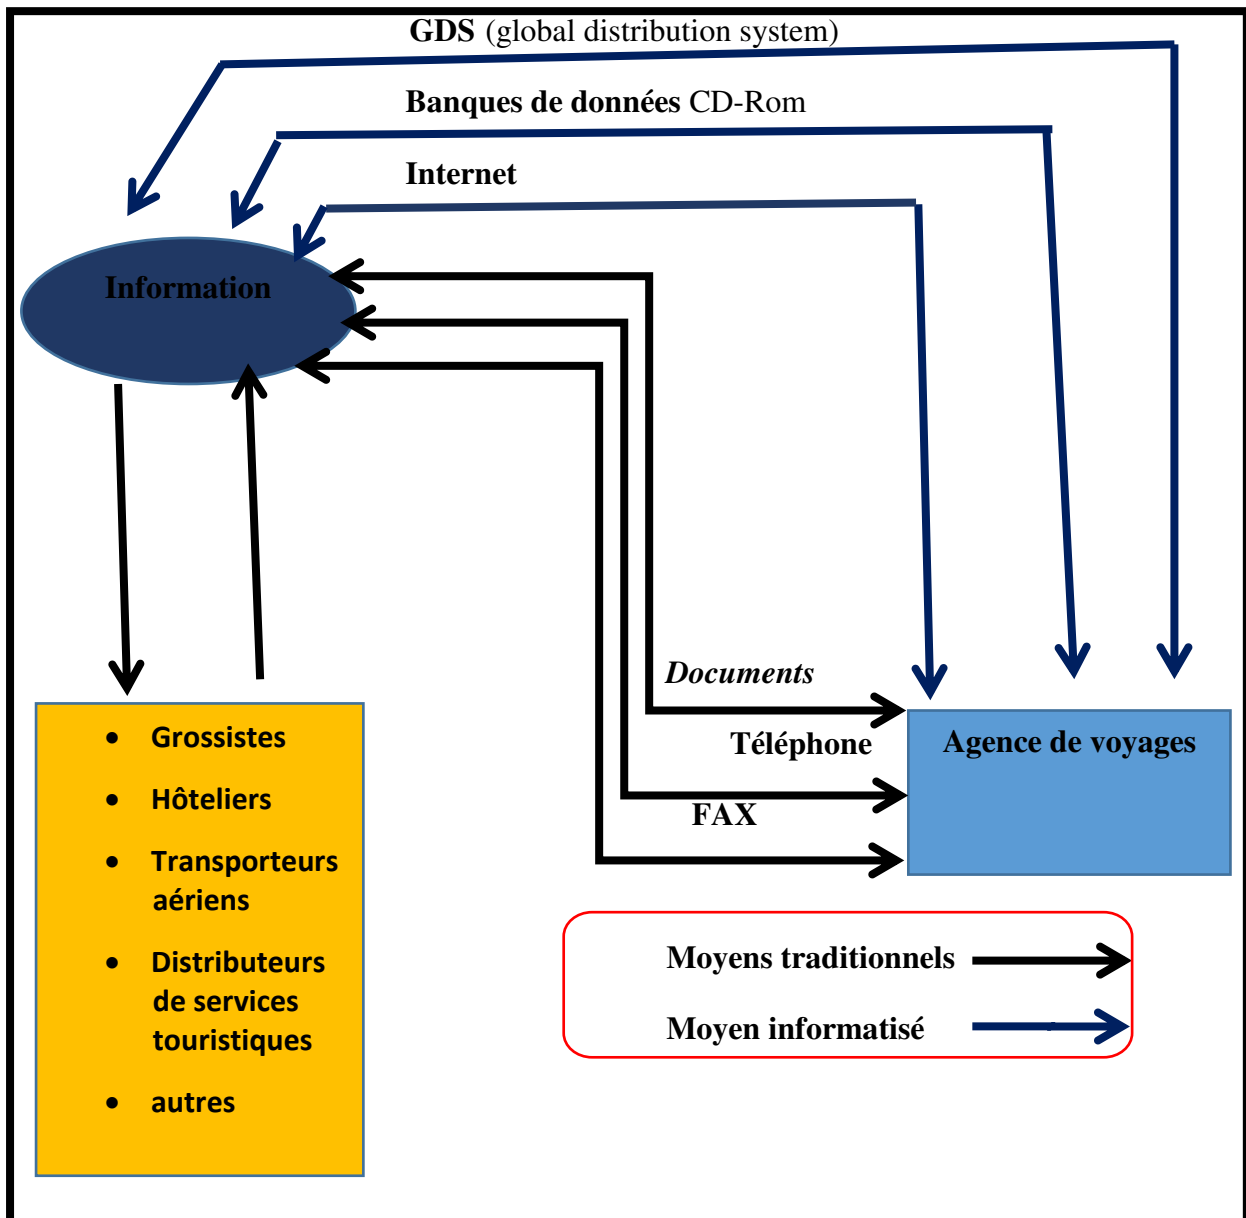 GDS (global distribution system)
Banques de données CD-Rom
Internet
Information
Documents
Téléphone
FAX
Agence de voyages
• Grossistes
• Hôteliers
• Transporteurs
aériens
• Distributeurs
de services
touristiques
• autres
Moyens traditionnels
Moyen informatisé